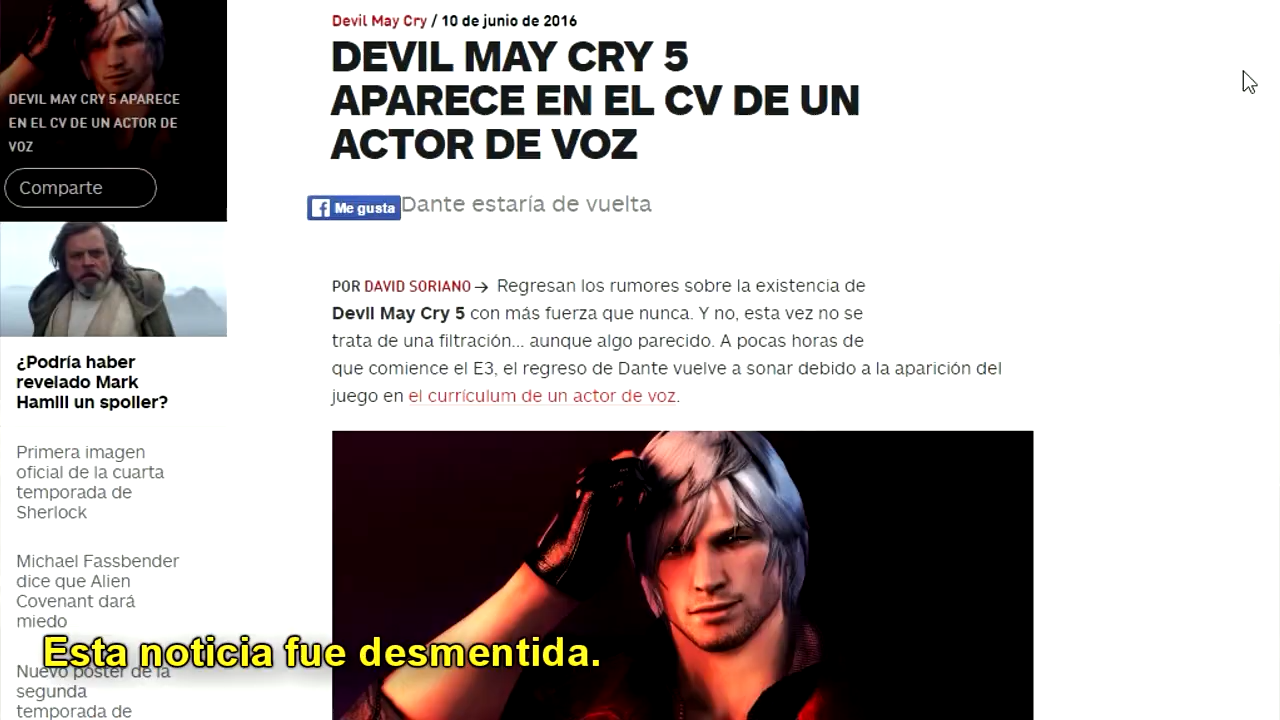 DEVIL MAY CRY 5 APARECE
EN EL CV DE UN ACTOR DE
VOZ
Comparte
¿Podría haber
revelado Mark
Hamill un spoiler?
Primera imagen
oficial de la cuarta
temporada de
Sherlock
Michael Fassbender
dice que Alien
Covenant dará
miedo
Nuevo póster de la
segunda
temporada de
Devil May Cry / 10 de junio de 2016
DEVIL MAY CRY 5
APARECE EN EL CV DE UN
ACTOR DE VOZ
Me gusta Dante estaría de vuelta
POR DAVID SORIANO → Regresan los rumores sobre la existencia de
Devil May Cry 5 con más fuerza que nunca. Y no, esta vez no se
trata de una filtración... aunque algo parecido. A pocas horas de
que comience el E3, el regreso de Dante vuelve a sonar debido a la aparición del
juego en el currículum de un actor de voz.
Esta noticia fue desmentida.